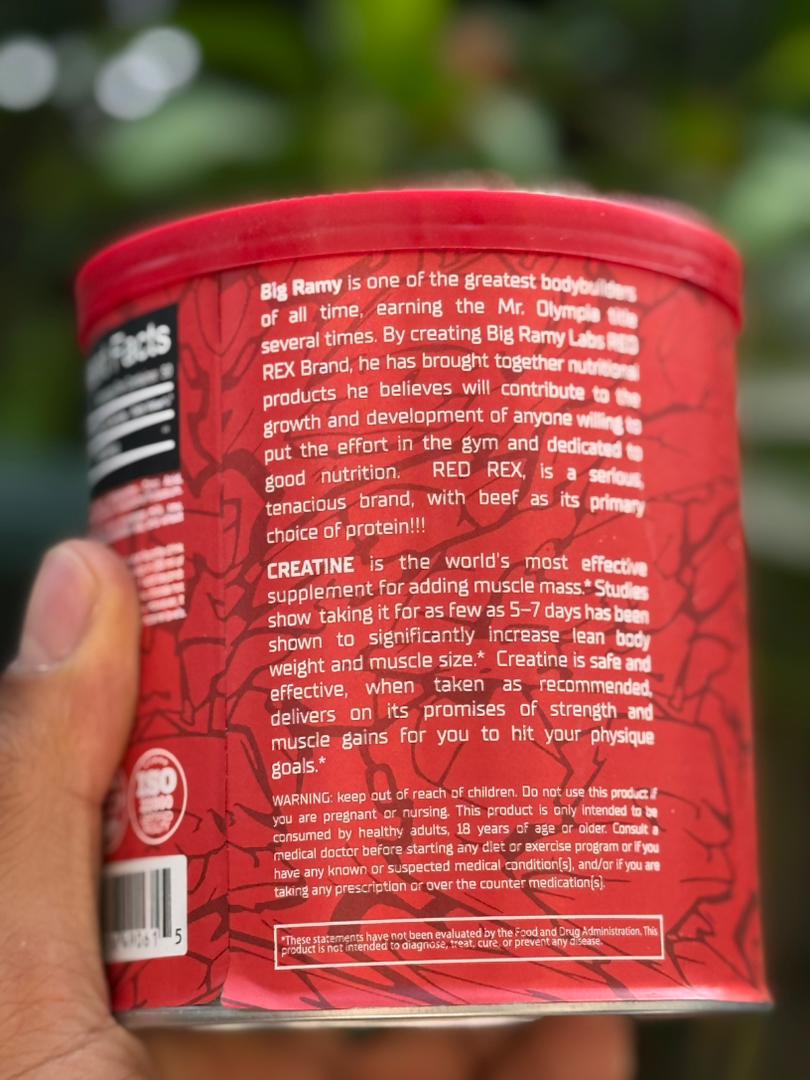 Facts
Big Ramy is one of the greatest bodybuilders
of all time, earning the Mr. Olympia title
several times. By creating Big Ramy Labs RED
REX Brand, he has brought together nutritional
products he believes will contribute to the
growth and development of anyone willing to
put the effort in the gym and dedicated to
good nutrition. RED REX, is a serious,
tenacious brand, with beef as its primary
choice of protein!!!
CREATINE is the world's most effective
supplement for adding muscle mass.* Studies
show taking it for as few as 5–7 days has been
shown to significantly increase lean body
weight and muscle size.* Creatine is safe and
effective, when taken as recommended,
delivers on its promises of strength and
muscle gains for you to hit your physique
goals.*
WARNING: keep out of reach of children. Do not use this product if
you are pregnant or nursing. This product is only intended to be
consumed by healthy adults, 18 years of age or older. Consult a
medical doctor before starting any diet or exercise program or if you
have any known or suspected medical condition(s), and/or if you are
taking any prescription or over the counter medication(s).
*These statements have not been evaluated by the Food and Drug Administration. This
product is not intended to diagnose, treat, cure, or prevent any disease.
ISO
5